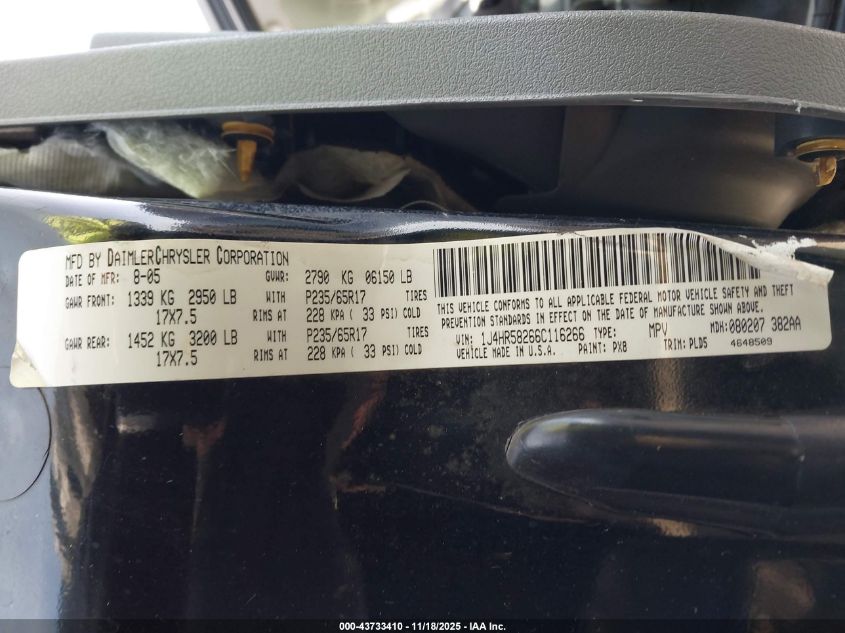 MFD BY DAIMLERCHRYSLER CORPORATION
DATE OF MFR: 8-05 GVWR: 2790 KG 06150 LB
GAWR FRONT: 1339 KG 2950 LB WITH P235/65R17 TIRES
17X7.5 RIMS AT 228 KPA ( 33 PSI) COLD
GAWR REAR: 1452 KG 3200 LB WITH P235/65R17 TIRES
17X7.5 RIMS AT 228 KPA ( 33 PSI) COLD
THIS VEHICLE CONFORMS TO ALL APPLICABLE FEDERAL MOTOR VEHICLE SAFETY AND THEFT
PREVENTION STANDARDS IN EFFECT ON THE DATE OF MANUFACTURE SHOWN ABOVE.
VIN: 1J4HR58266C116266 TYPE: MPV MDH:080207 382AA
VEHICLE MADE IN U.S.A. PAINT: PX8 TRIM: PLD5 4648509
000-43733410 - 11/18/2025 - IAA Inc.